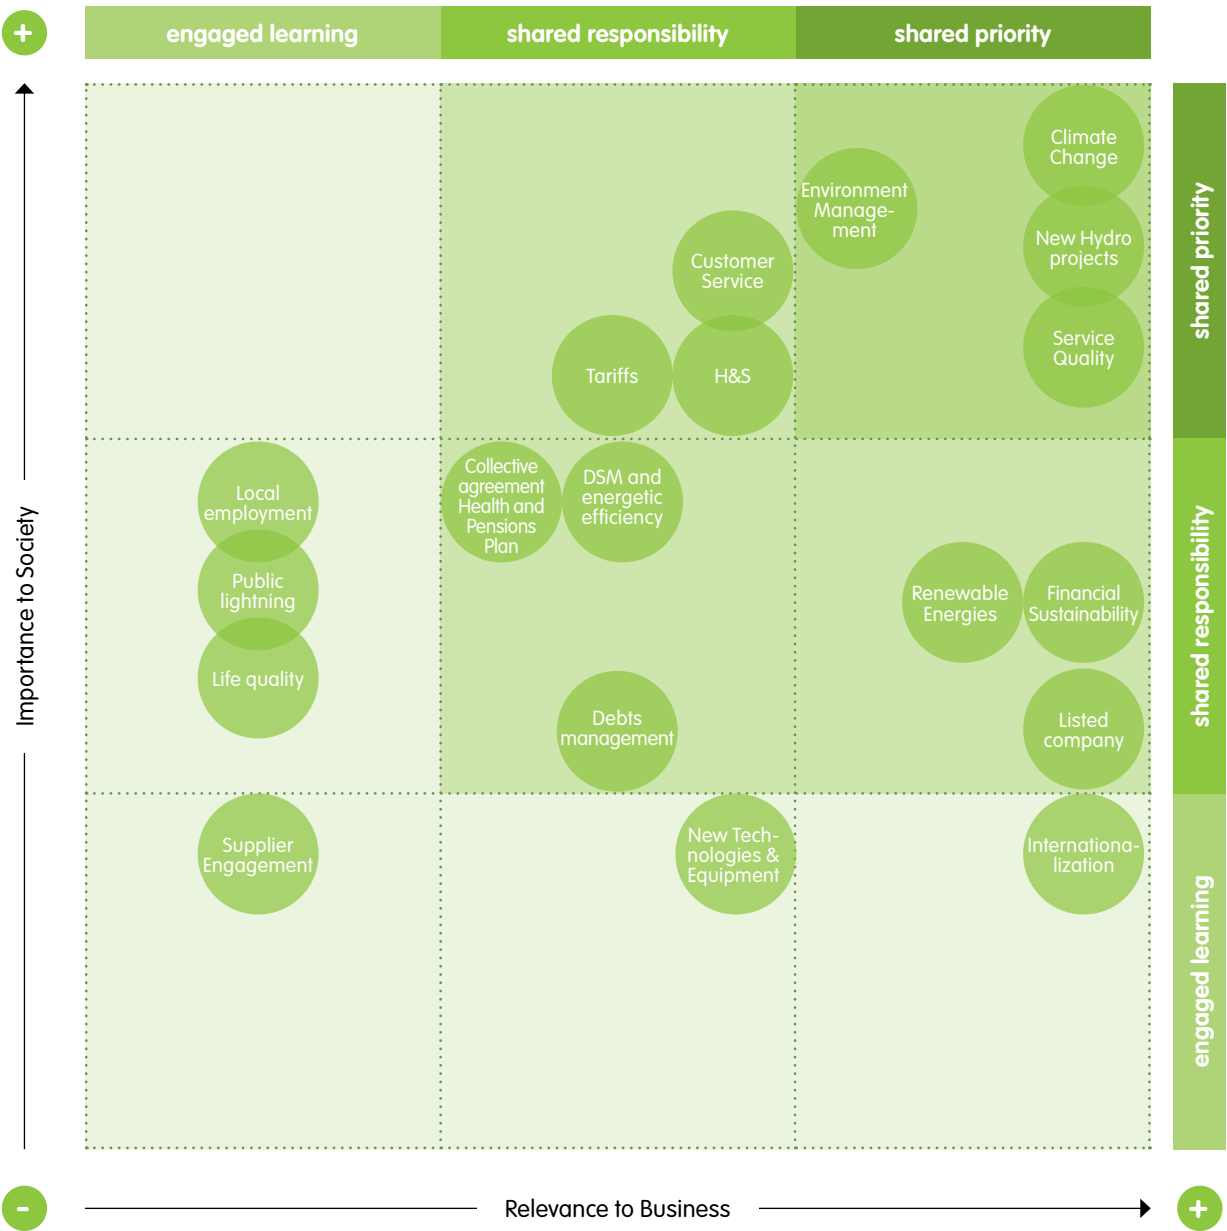 +
engaged learning
shared responsibility
shared priority
Climate
Change
Environment
Manage-
ment
New Hydro
projects
Customer
Service
Service
Quality
Tariffs
H&S
shared priority
Local
employment
Collective
agreement
Health and
Pensions
Plan
DSM and
energetic
efficiency
Public
lightning
Renewable
Energies
Financial
Sustainability
Life quality
Debts
management
Listed
company
shared responsibility
Importance to Society
Supplier
Engagement
New Tech-
nologies &
Equipment
Internationa-
lization
engaged learning
-
Relevance to Business
+